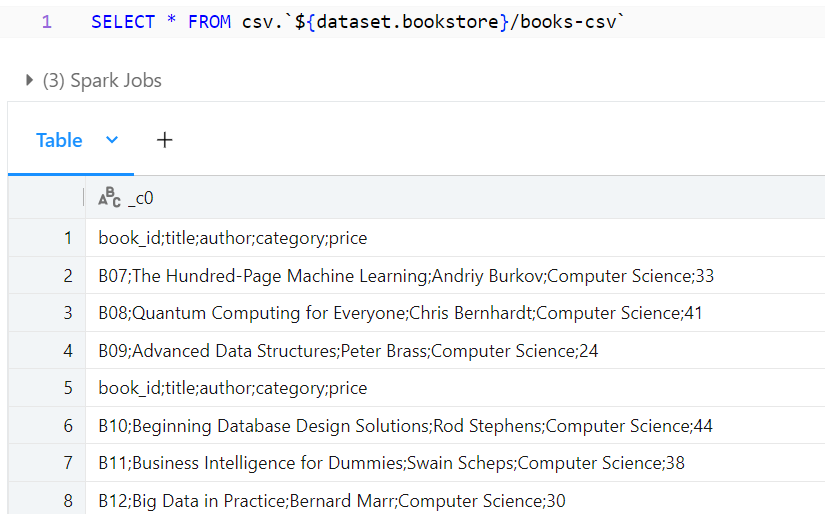 1 SELECT * FROM csv.`${dataset.bookstore}/books-csv`
(3) Spark Jobs
Table +
ABC _c0
1 book_id;title;author;category;price
2 B07;The Hundred-Page Machine Learning;Andriy Burkov;Computer Science;33
3 B08;Quantum Computing for Everyone;Chris Bernhardt;Computer Science;41
4 B09;Advanced Data Structures;Peter Brass;Computer Science;24
5 book_id;title;author;category;price
6 B10;Beginning Database Design Solutions;Rod Stephens;Computer Science;44
7 B11;Business Intelligence for Dummies;Swain Scheps;Computer Science;38
8 B12;Big Data in Practice;Bernard Marr;Computer Science;30